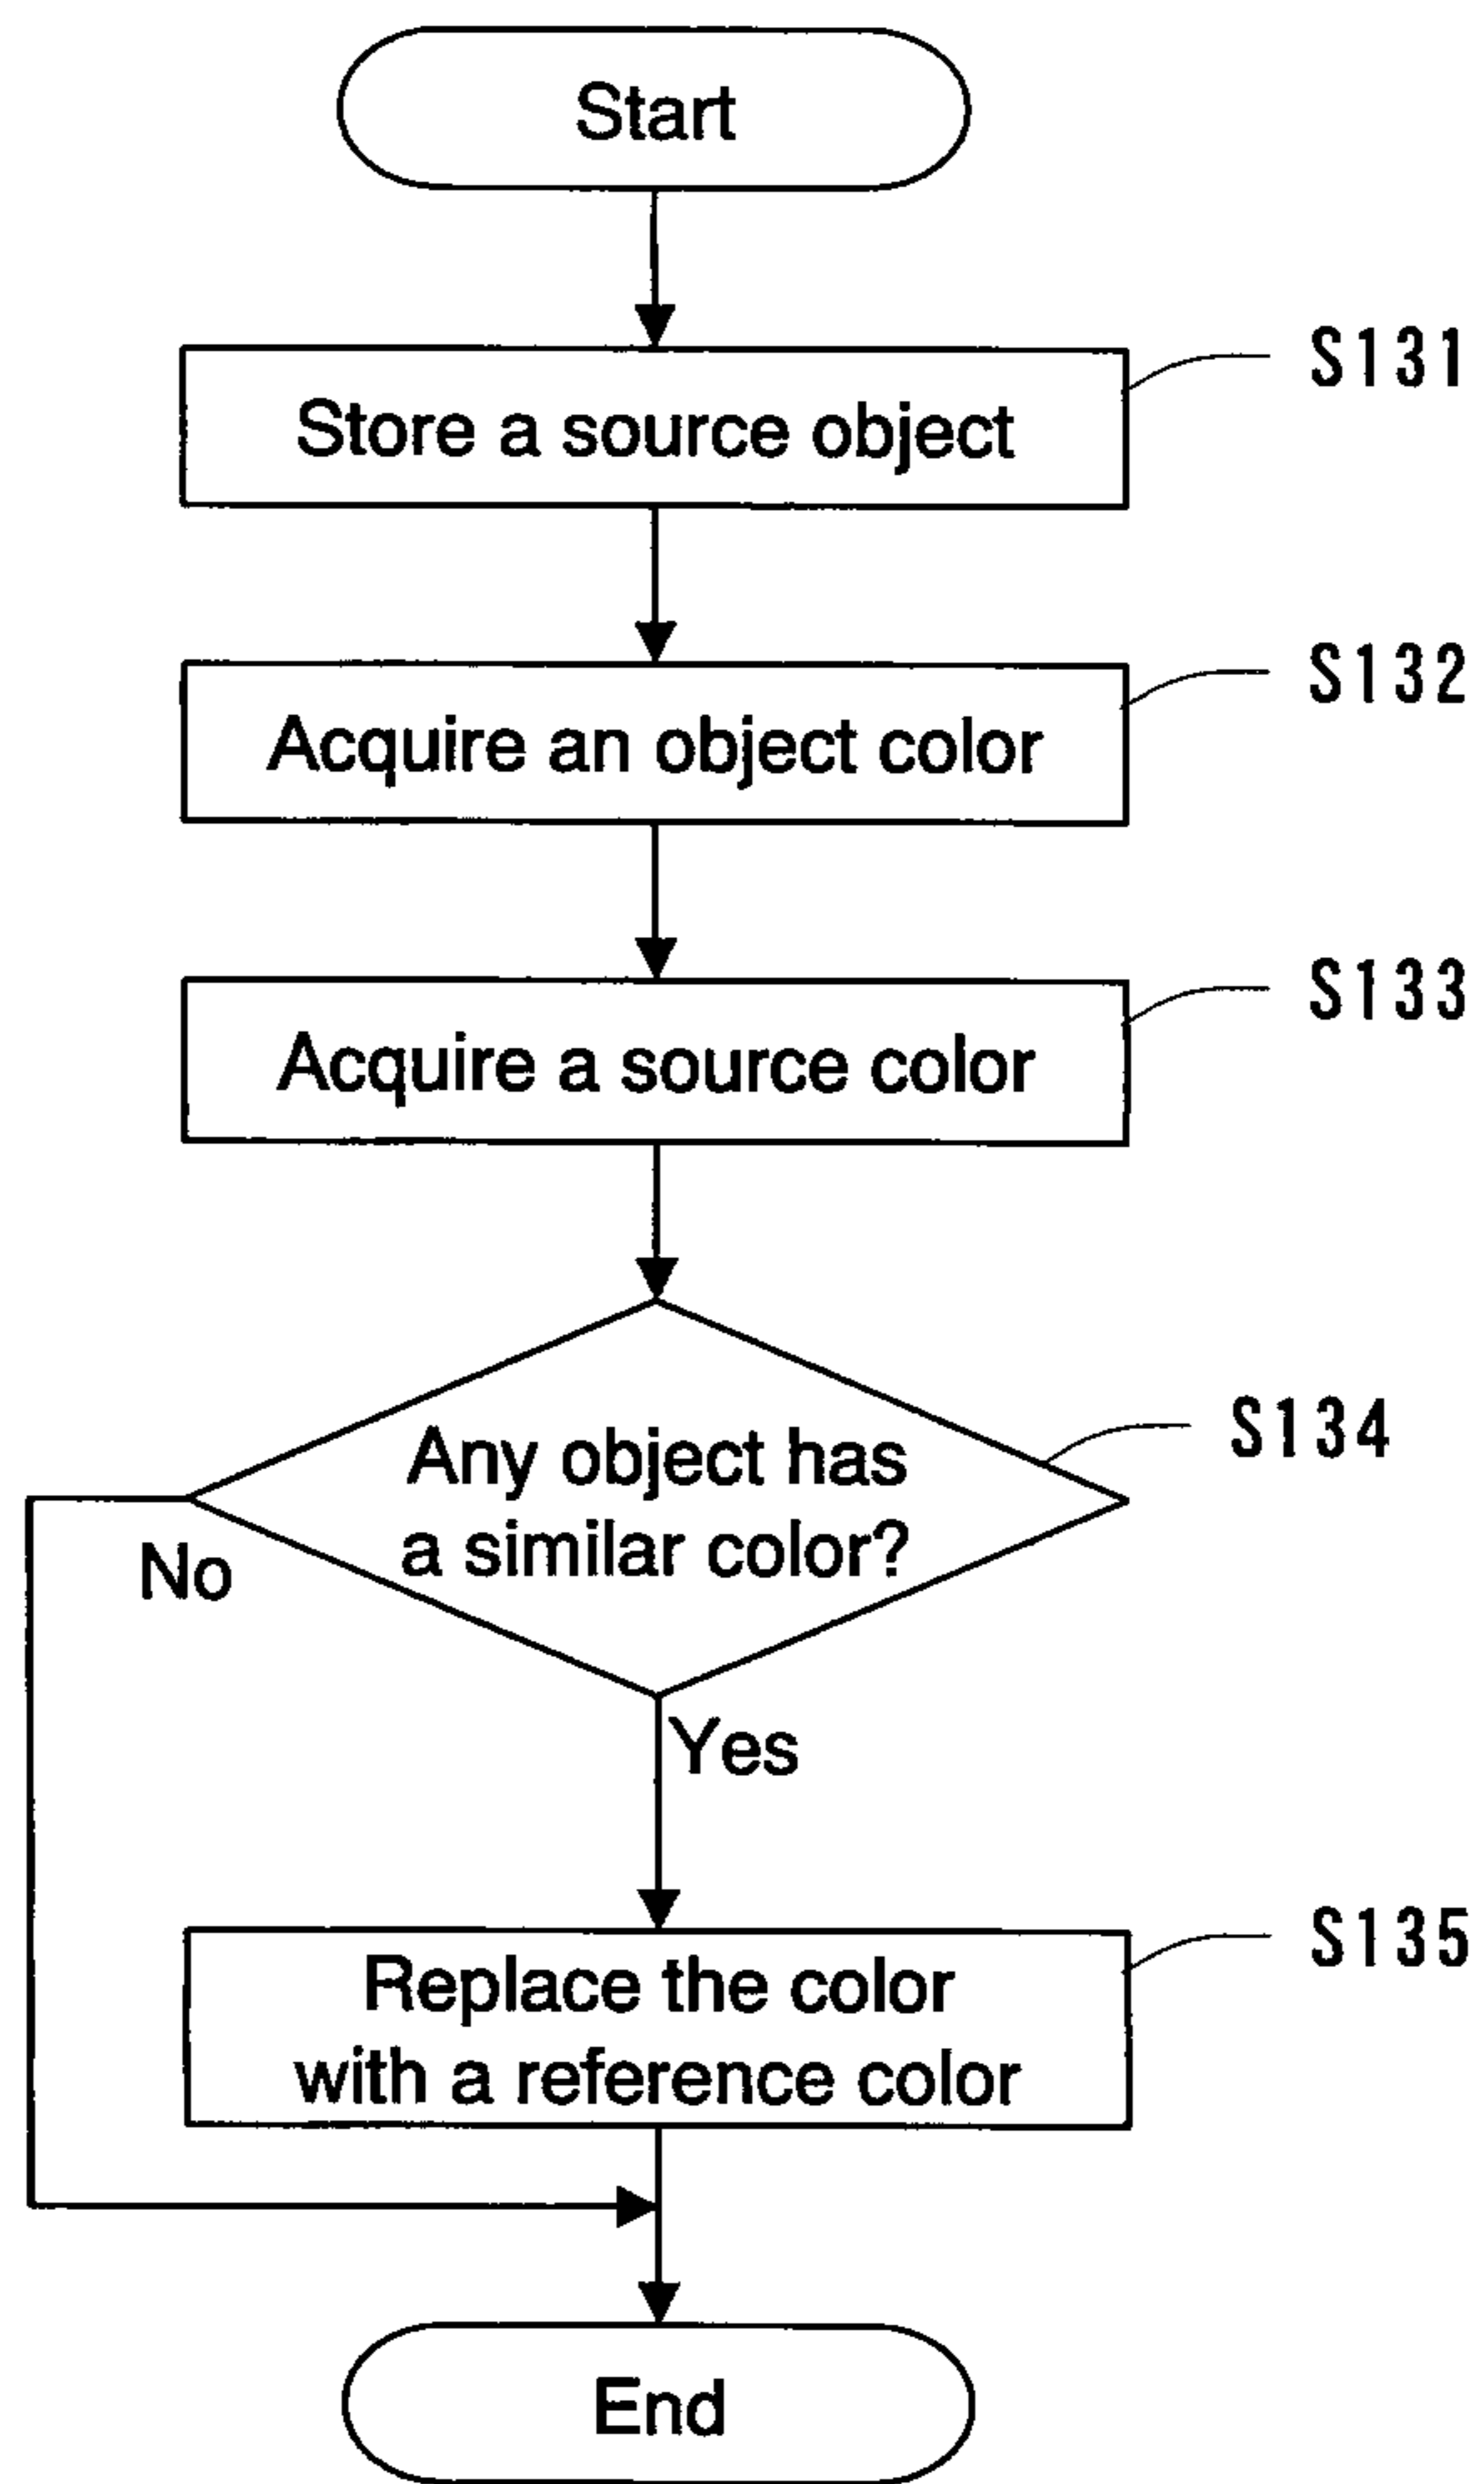 Start
S131
Store a source object
S132
Acquire an object color
S133
Acquire a source color
S134
Any object has
a similar color?
No
Yes
S135
Replace the color
with a reference color
End